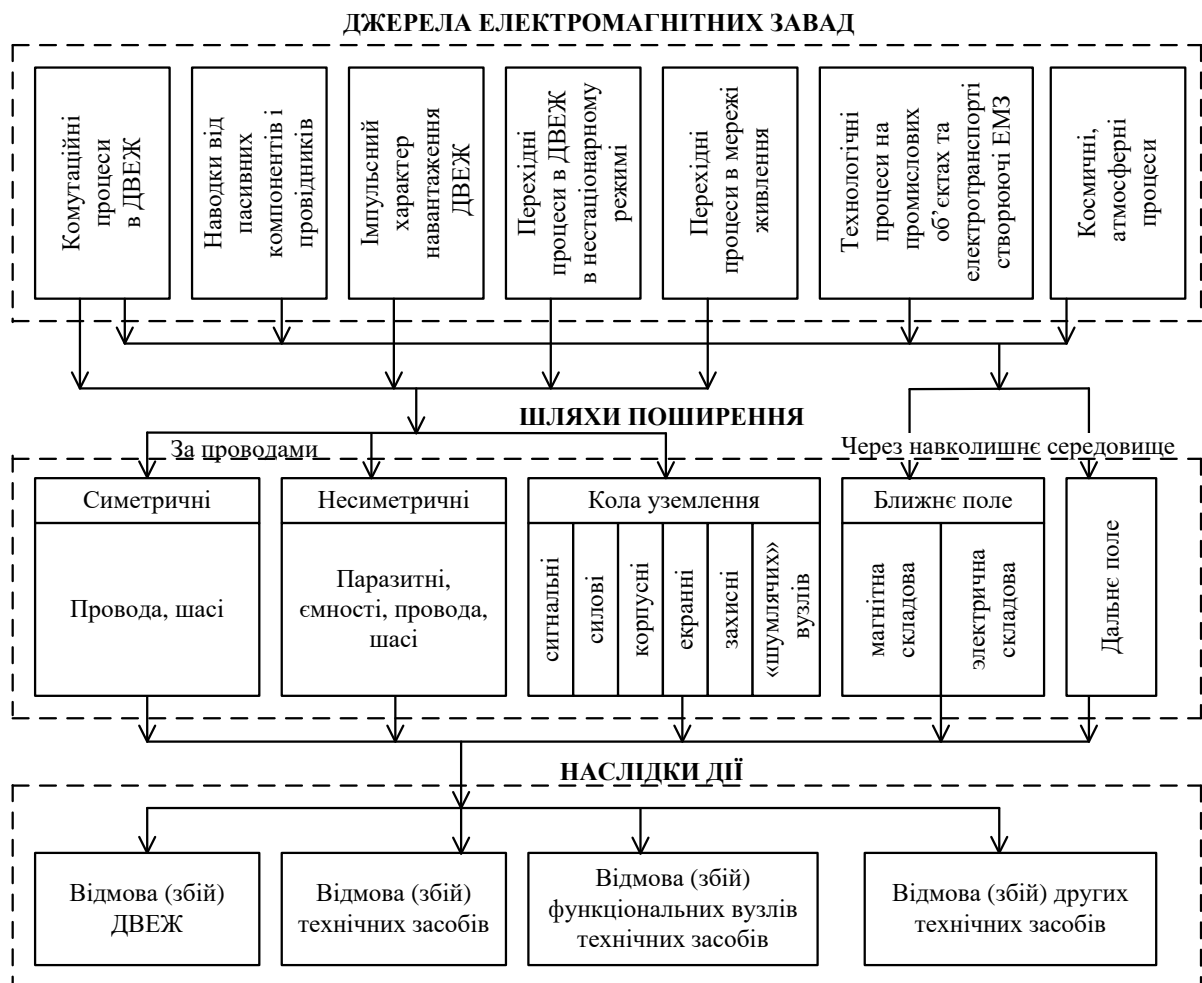 ДЖЕРЕЛА ЕЛЕКТРОМАГНІТНИХ ЗАВАД
Комутаційні
процеси
в ДВЕЖ
Наводки від
пасивних
компонентів і
провідників
Імпульсний
характер
навантаження
ДВЕЖ
Перехідні
процеси в ДВЕЖ
в нестаціонарному
режимі
Перехідні
процеси в мережі
живлення
Технологічні
процеси на
промислових
об’єктах та
електротранспорті
створюючі ЕМЗ
Космичні,
атмосферні
процеси
ШЛЯХИ ПОШИРЕННЯ
За проводами
Через навколишнє середовище
Симетричні
Провода, шасі
Несиметричні
Паразитні,
ємності, провода,
шасі
Кола уземлення
сигнальні
силові
корпусні
екранні
захисні
«шумлячих»
вузлів
Ближнє поле
магнітна
складова
электрична
складова
Дальнє поле
НАСЛІДКИ ДІЇ
Відмова (збій)
ДВЕЖ
Відмова (збій)
технічних засобів
Відмова (збій)
функціональних вузлів
технічних засобів
Відмова (збій) других
технічних засобів